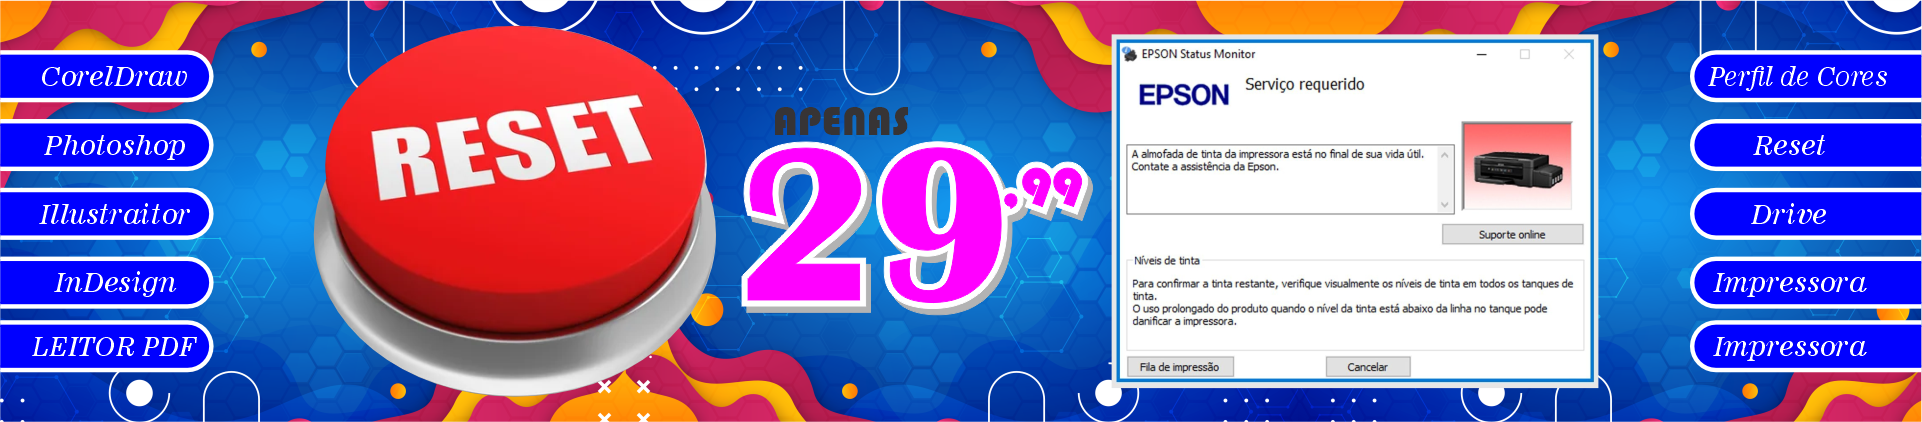 CorelDraw
Photoshop
Illustraitor
InDesign
LEITOR PDF
RESET
APENAS
29,99
EPSON Status Monitor
EPSON
Serviço requerido
A almofada de tinta da impressora está no final de sua vida útil.
Contate a assistência da Epson.
Suporte online
Níveis de tinta
Para confirmar a tinta restante, verifique visualmente os níveis de tinta em todos os tanques de
tinta.
O uso prolongado do produto quando o nível da tinta está abaixo da linha no tanque pode
danificar a impressora.
Fila de impressão
Cancelar
Perfil de Cores
Reset
Drive
Impressora
Impressora